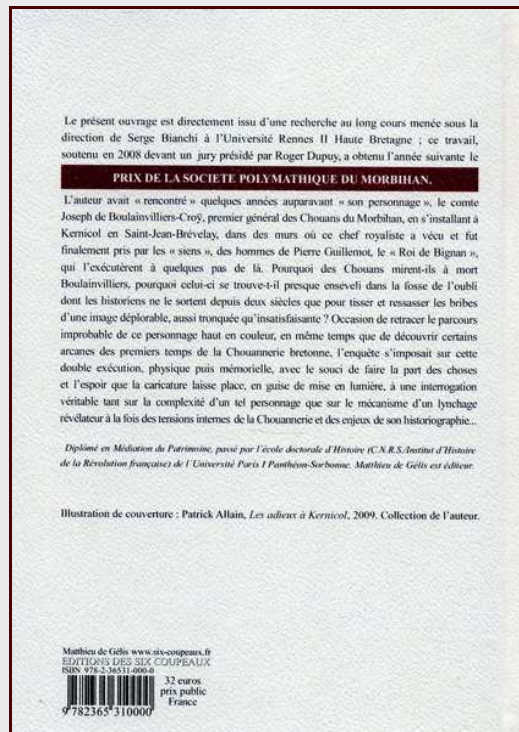 Le présent ouvrage est directement issu d'une recherche au long cours menée sous la
direction de Serge Bianchi à l'Université Rennes II Haute Bretagne ; ce travail,
soutenu en 2008 devant un jury présidé par Roger Dupuy, a obtenu l'année suivante le
PRIX DE LA SOCIETE POLYMATHIQUE DU MORBIHAN.
L'auteur avait « rencontré » quelques années auparavant « son personnage », le comte
Joseph de Boulainvilliers-Croÿ, premier général des Chouans du Morbihan, en s'installant à
Kernicol en Saint-Jean-Brévelay, dans des murs où ce chef royaliste a vécu et fut
finalement pris par les « siens », des hommes de Pierre Guillemot, le « Roi de Bignan »,
qui l'exécutèrent à quelques pas de là. Pourquoi des Chouans mirent-ils à mort
Boulainvilliers, pourquoi celui-ci se trouve-t-il presque enseveli dans la fosse de l'oubli
dont les historiens ne le sortent depuis deux siècles que pour tisser et ressasser les bribes
d'une image déplorable, aussi tronquée qu'insatisfaisante ? Occasion de retracer le parcours
improbable de ce personnage haut en couleur, en même temps que de découvrir certains
arcanes des premiers temps de la Chouannerie bretonne, l'enquête s'imposait sur cette
double exécution, physique puis mémorielle, avec le souci de faire la part des choses
et l'espoir que la caricature laisse place, en guise de mise en lumière, à une interrogation
véritable tant sur la complexité d'un tel personnage que sur le mécanisme d'un lynchage
révélateur à la fois des tensions internes de la Chouannerie et des enjeux de son historiographie...
Diplômé en Médiation du Patrimoine, passé par l'école doctorale d'Histoire (C.N.R.S./Institut d'Histoire
de la Révolution française) de l'Université Paris I Panthéon-Sorbonne, Matthieu de Gélis est éditeur.
Illustration de couverture : Patrick Allain, Les adieux à Kernicol, 2009. Collection de l'auteur.
Matthieu de Gélis www.six-coupeaux.fr
EDITIONS DES SIX COUPEAUX
ISBN 978-2-36531-000-0
32 euros
prix public
France
9 782365 310000